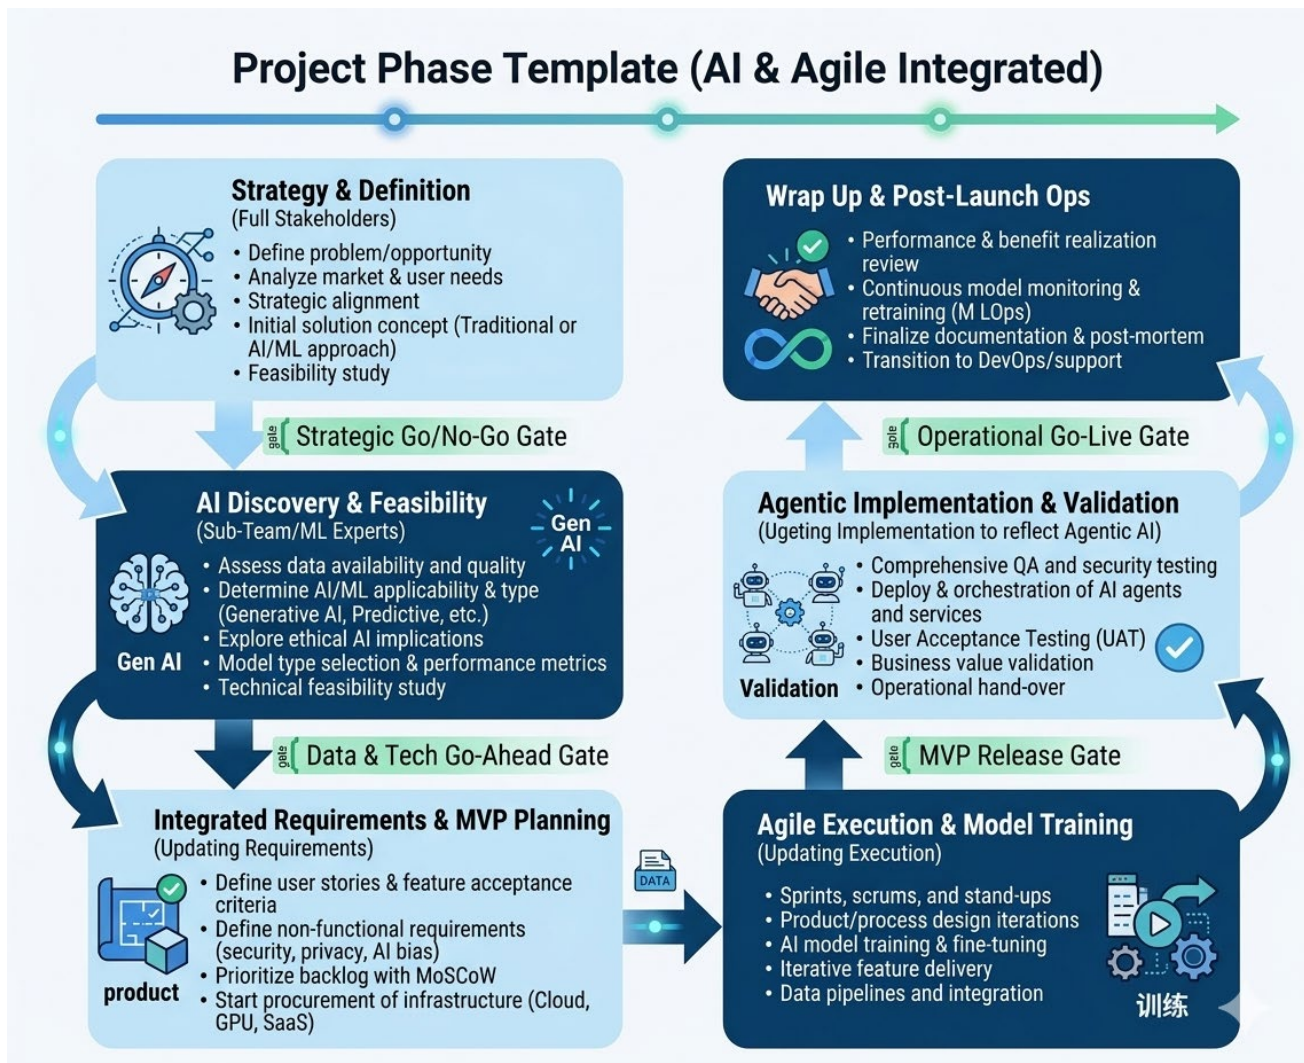 Project Phase Template (AI & Agile Integrated)
Strategy & Definition
(Full Stakeholders)
• Define problem/opportunity
• Analyze market & user needs
• Strategic alignment
• Initial solution concept (Traditional or
AI/ML approach)
• Feasibility study
Strategic Go/No-Go Gate
AI Discovery & Feasibility
(Sub-Team/ML Experts)
Gen
AI
• Assess data availability and quality
• Determine AI/ML applicability & type
(Generative AI, Predictive, etc.)
• Explore ethical AI implications
• Model type selection & performance metrics
• Technical feasibility study
Gen AI
gate
Data & Tech Go-Ahead Gate
Integrated Requirements & MVP Planning
(Updating Requirements)
• Define user stories & feature acceptance
criteria
• Define non-functional requirements
(security, privacy, AI bias)
• Prioritize backlog with MoSCoW
• Start procurement of infrastructure (Cloud,
GPU, SaaS)
product
DATA
Agile Execution & Model Training
(Updating Execution)
• Sprints, scrums, and stand-ups
• Product/process design iterations
• AI model training & fine-tuning
• Iterative feature delivery
• Data pipelines and integration
训练
gate
MVP Release Gate
Agentic Implementation & Validation
(Ugeting Implementation to reflect Agentic AI)
• Comprehensive QA and security testing
• Deploy & orchestration of AI agents
and services
• User Acceptance Testing (UAT)
• Business value validation
• Operational hand-over
Validation
Operational Go-Live Gate
Wrap Up & Post-Launch Ops
• Performance & benefit realization
review
• Continuous model monitoring &
retraining (M LOps)
• Finalize documentation & post-mortem
• Transition to DevOps/support